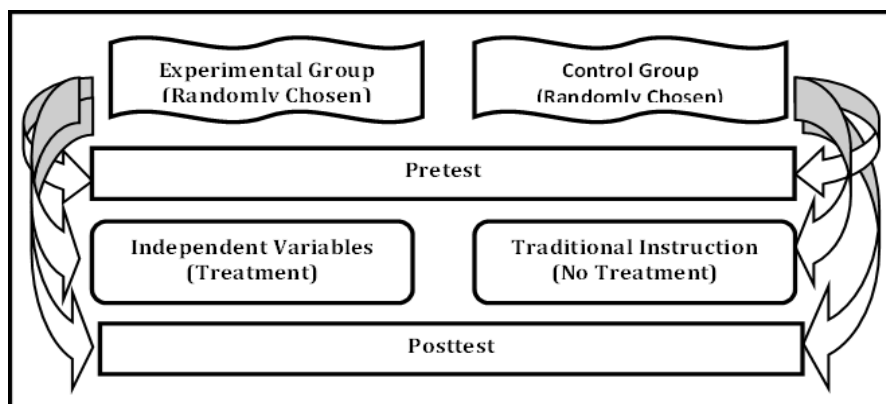 Experimental Group
(Randomly Chosen)
Control Group
(Randomly Chosen)
Pretest
Independent Variables
(Treatment)
Traditional Instruction
(No Treatment)
Posttest